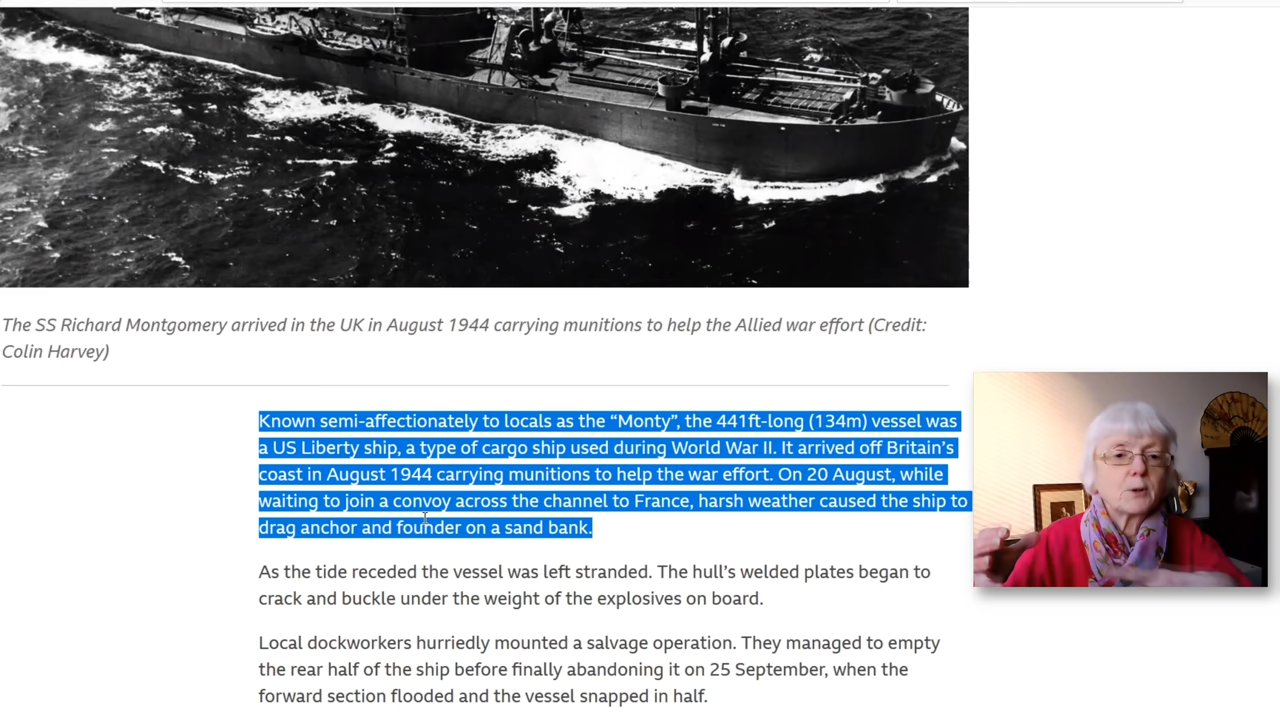 The SS Richard Montgomery arrived in the UK in August 1944 carrying munitions to help the Allied war effort (Credit:
Colin Harvey)
Known semi-affectionately to locals as the “Monty”, the 441ft-long (134m) vessel was
a US Liberty ship, a type of cargo ship used during World War II. It arrived off Britain’s
coast in August 1944 carrying munitions to help the war effort. On 20 August, while
waiting to join a convoy across the channel to France, harsh weather caused the ship to
drag anchor and founder on a sand bank.
As the tide receded the vessel was left stranded. The hull’s welded plates began to
crack and buckle under the weight of the explosives on board.
Local dockworkers hurriedly mounted a salvage operation. They managed to empty
the rear half of the ship before finally abandoning it on 25 September, when the
forward section flooded and the vessel snapped in half.